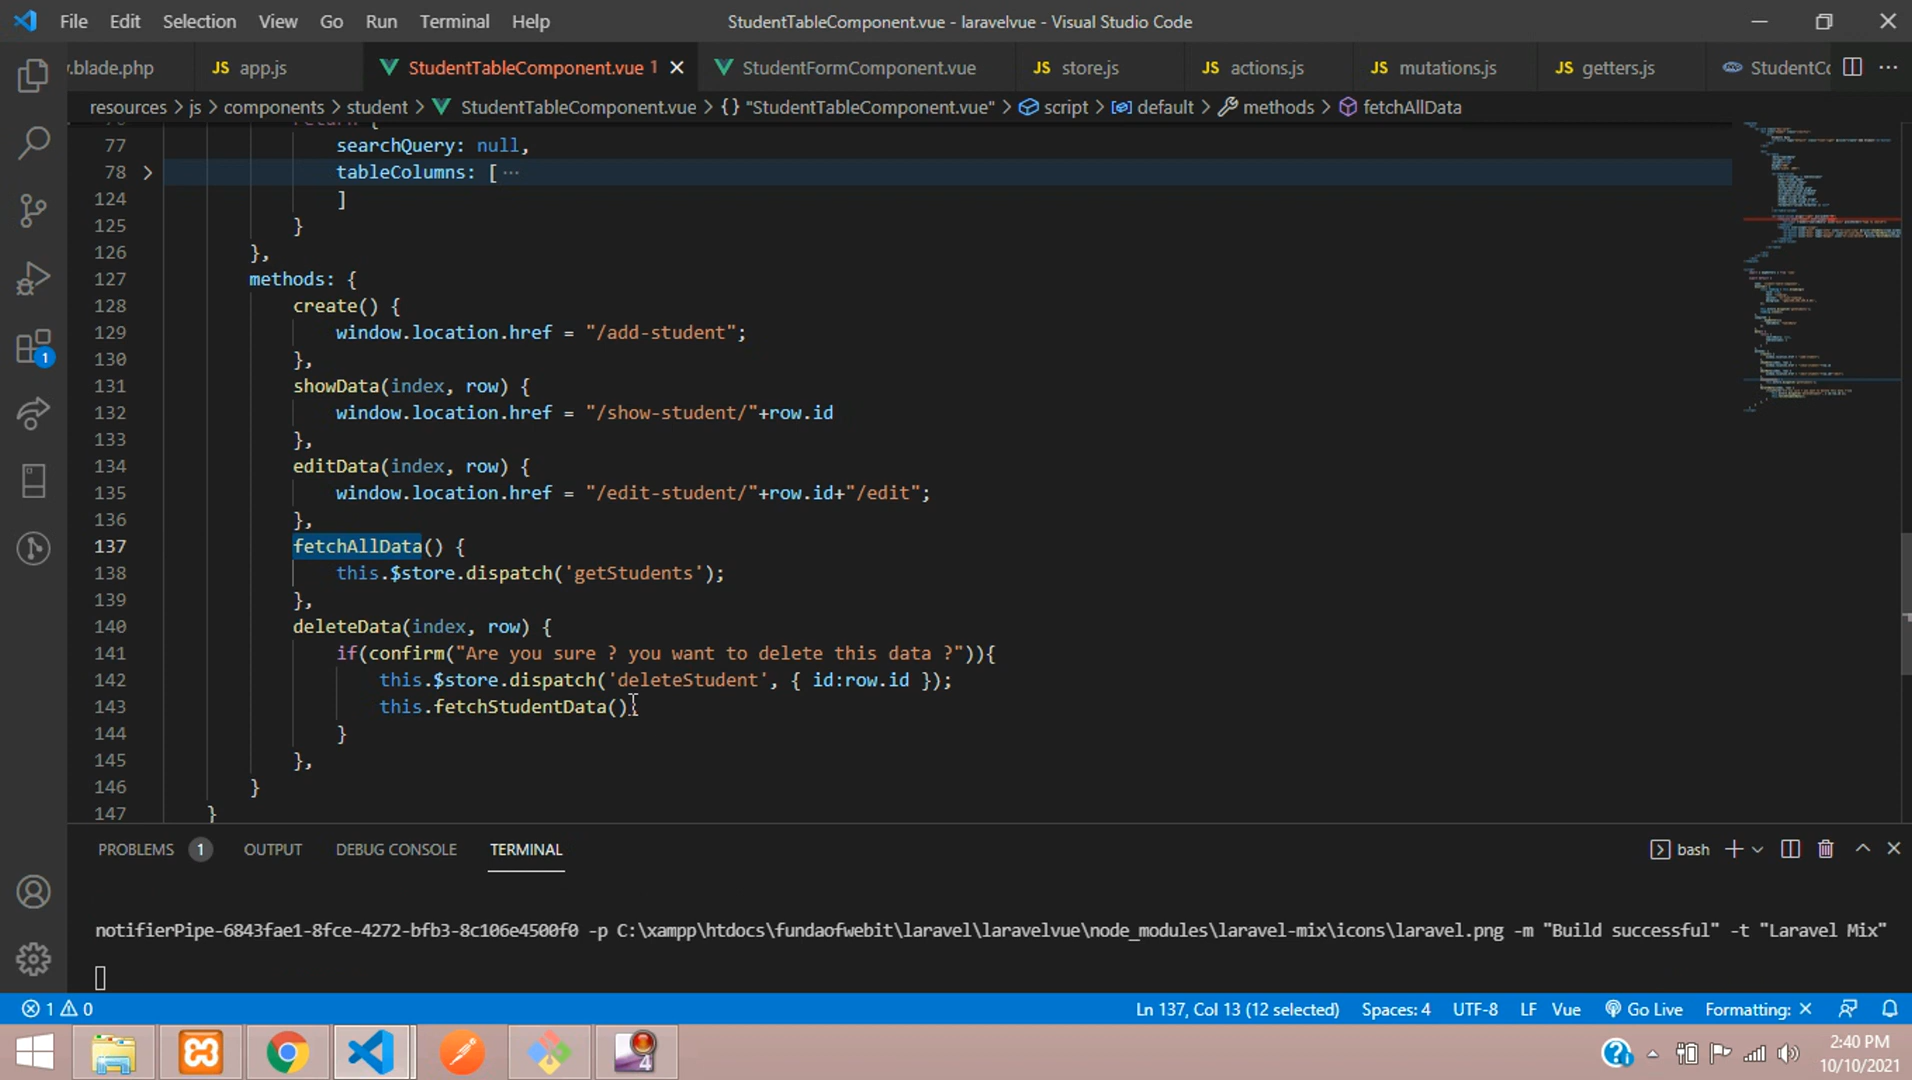 File Edit Selection View Go Run Terminal Help StudentTableComponent.vue - laravelvue - Visual Studio Code
.blade.php JS app.js StudentTableComponent.vue 1 StudentFormComponent.vue JS store.js JS actions.js JS mutations.js JS getters.js StudentCo
resources > js > components > student > StudentTableComponent.vue > {} "StudentTableComponent.vue" > script > default > methods > fetchAllData
77 searchQuery: null,
78 tableColumns: [ ···
124 ]
125 }
126 },
127 methods: {
128 create() {
129 window.location.href = "/add-student";
130 },
131 showData(index, row) {
132 window.location.href = "/show-student/"+row.id
133 },
134 editData(index, row) {
135 window.location.href = "/edit-student/"+row.id+"/edit";
136 },
137 fetchAllData() {
138 this.$store.dispatch('getStudents');
139 },
140 deleteData(index, row) {
141 if(confirm("Are you sure ? you want to delete this data ?")){
142 this.$store.dispatch('deleteStudent', { id:row.id });
143 this.fetchStudentData();
144 }
145 },
146 }
147 }
PROBLEMS 1 OUTPUT DEBUG CONSOLE TERMINAL bash
notifierPipe-6843fae1-8fce-4272-bfb3-8c106e4500f0 -p C:\xampp\htdocs\fundaofwebit\laravel\laravelvue\node_modules\laravel-mix\icons\laravel.png -m "Build successful" -t "Laravel Mix"
1 0 Ln 137, Col 13 (12 selected) Spaces: 4 UTF-8 LF Vue Go Live Formatting: ×
2:40 PM
10/10/2021